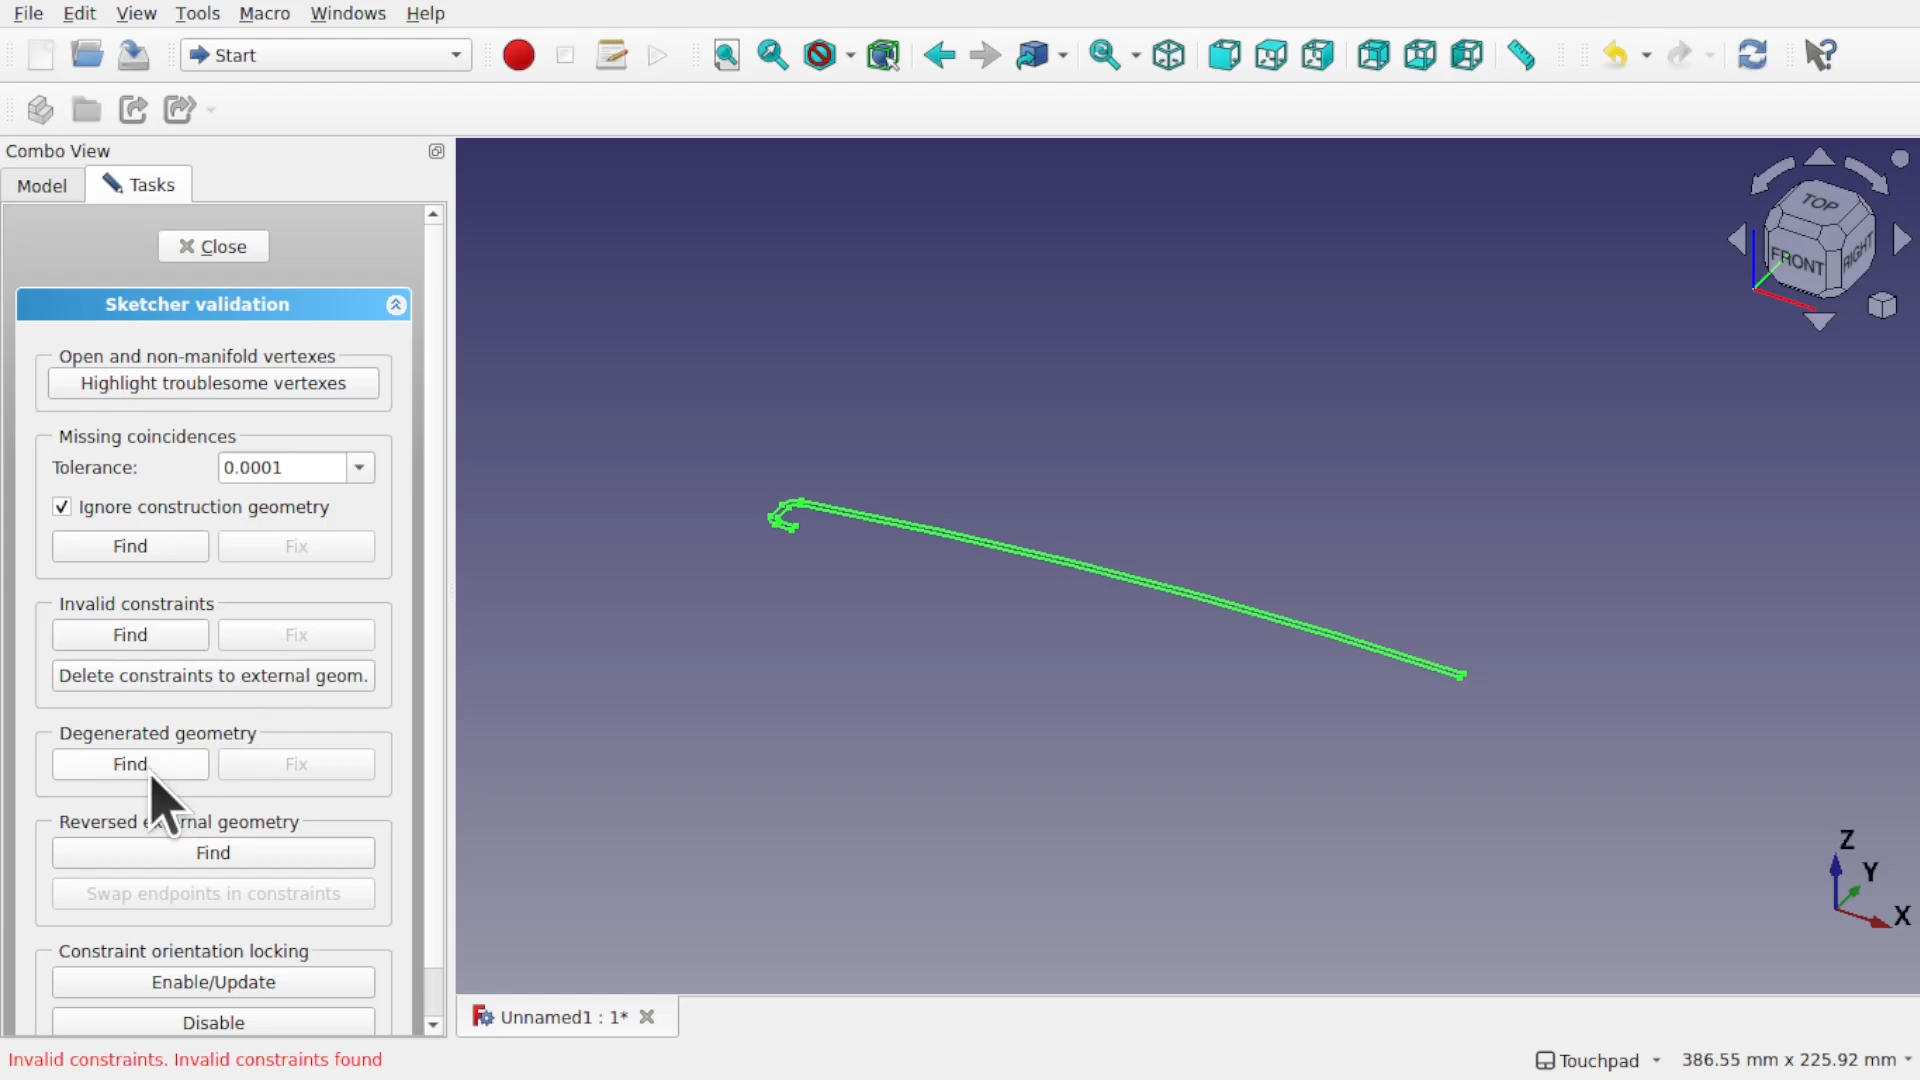 File Edit View Tools Macro Windows Help
Start
Combo View
Model Tasks
Close
Sketcher validation
Open and non-manifold vertexes
Highlight troublesome vertexes
Missing coincidences
Tolerance: 0.0001
Ignore construction geometry
Find Fix
Invalid constraints
Find Fix
Delete constraints to external geom.
Degenerated geometry
Find Fix
Reversed geometry
Find
Swap endpoints in constraints
Constraint orientation locking
Enable/Update
Disable
TOP
FRONT RIGHT
Z
Y
X
Unnamed1 : 1*
Invalid constraints. Invalid constraints found
Touchpad 386.55 mm x 225.92 mm